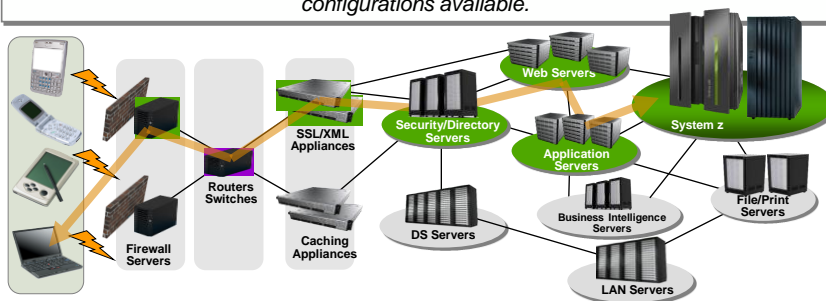 configurations available.
Web Servers
SSL/XML
Appliances
Security/Directory
Servers
System z
Application
Servers
Routers
Switches
File/Print
Servers
Business Intelligence
Servers
Firewall
Servers
Caching
Appliances
DS Servers
LAN Servers